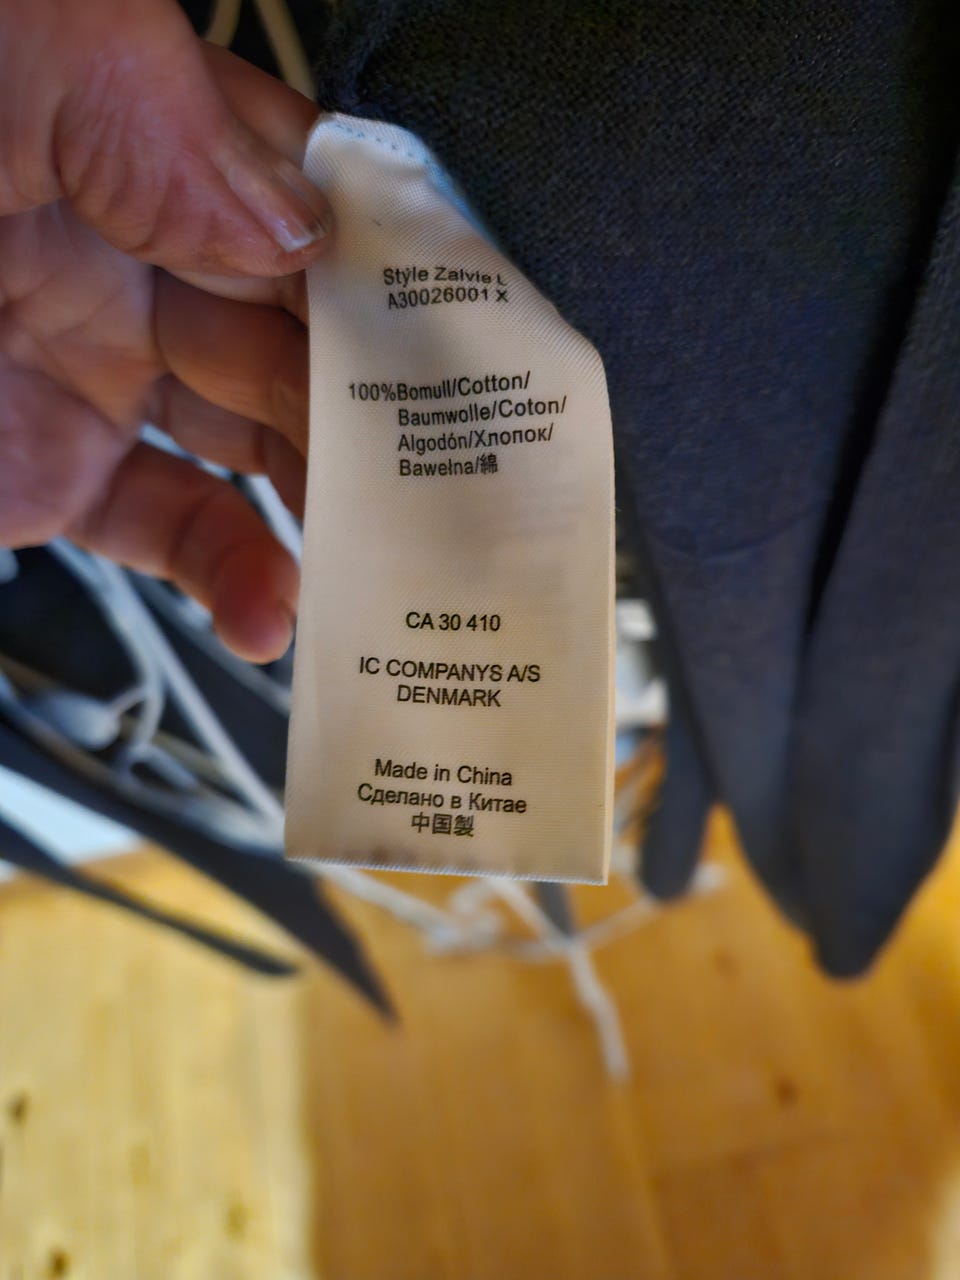 Style Zalvie L
A30026001 X
100%Bomull/Cotton/
Baumwolle/Coton/
Algodón/Хлопок/
Bawełna/綿
CA 30 410
IC COMPANYS A/S
DENMARK
Made in China
Сделано в Китае
中国製